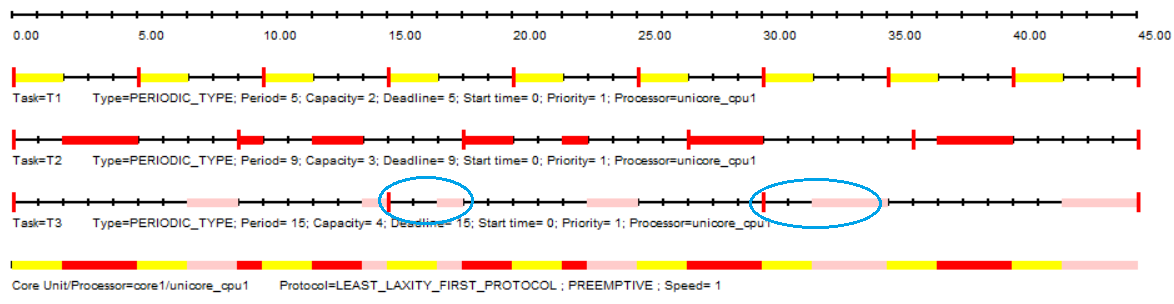 0.00 5.00 10.00 15.00 20.00 25.00 30.00 35.00 40.00 45.00
Task=T1 Type=PERIODIC_TYPE; Period= 5; Capacity= 2; Deadline= 5; Start time= 0; Priority= 1; Processor=unicore_cpu1
Task=T2 Type=PERIODIC_TYPE; Period= 9; Capacity= 3; Deadline= 9; Start time= 0; Priority= 1; Processor=unicore_cpu1
Task=T3 Type=PERIODIC_TYPE; Period= 15; Capacity= 4; Deadline= 15; Start time= 0; Priority= 1; Processor=unicore_cpu1
Core Unit/Processor=core1/unicore_cpu1 Protocol=LEAST_LAXITY_FIRST_PROTOCOL ; PREEMPTIVE ; Speed= 1